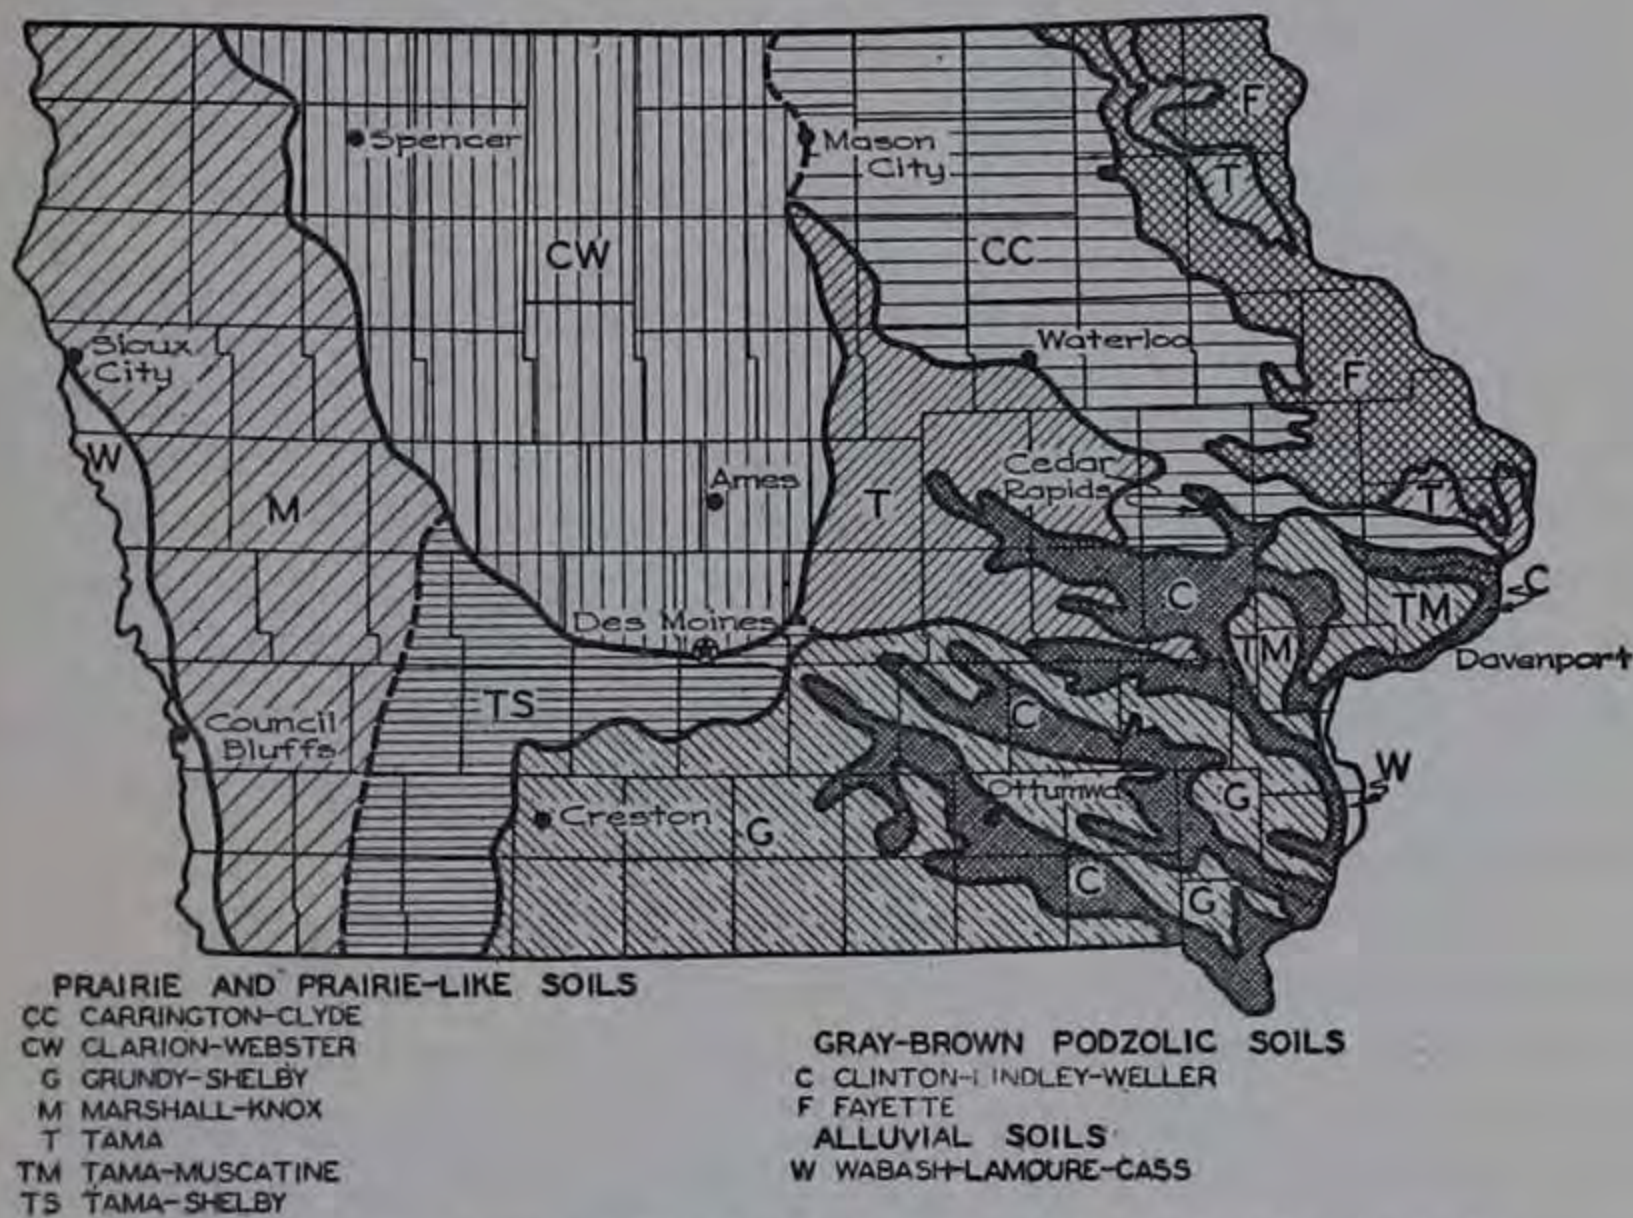 F
Spencer
Mason
City
T
CW
CC
Sioux
City
Waterloo
F
W
Ames
Cedar
Rapids
M
T
T
C
C
TM
Des Moines
TM
Davenport
TS
C
Council
Bluffs
W
Ottumwa
G
Creston
G
C
G
PRAIRIE AND PRAIRIE-LIKE SOILS
CC CARRINGTON-CLYDE
CW CLARION-WEBSTER
G GRUNDY-SHELBY
M MARSHALL-KNOX
T TAMA
TM TAMA-MUSCATINE
TS TAMA-SHELBY
GRAY-BROWN PODZOLIC SOILS
C CLINTON-LINDLEY-WELLER
F FAYETTE
ALLUVIAL SOILS
W WABASH-LAMOURE-CASS